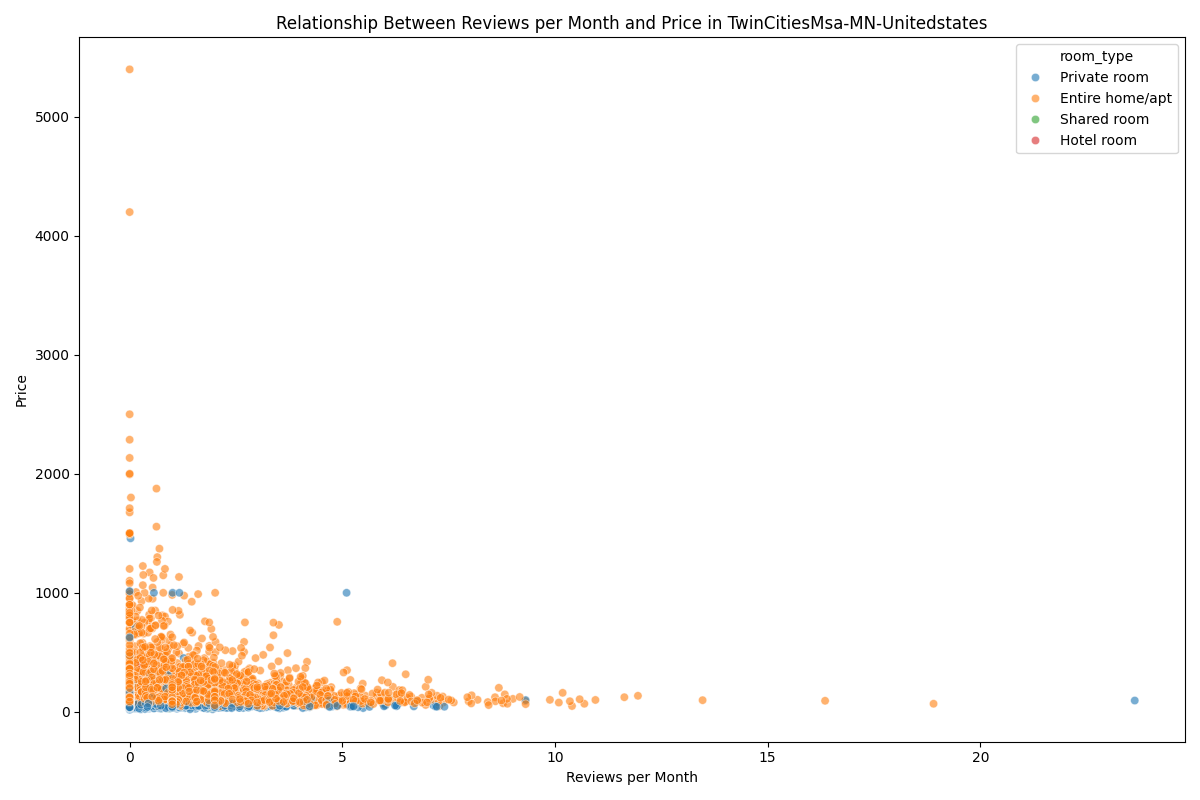 Relationship Between Reviews per Month and Price in TwinCitiesMsa-MN-Unitedstates
room_type
Private room
Entire home/apt
Shared room
Hotel room
5000
4000
3000
2000
1000
0
Price
0 5 10 15 20
Reviews per Month